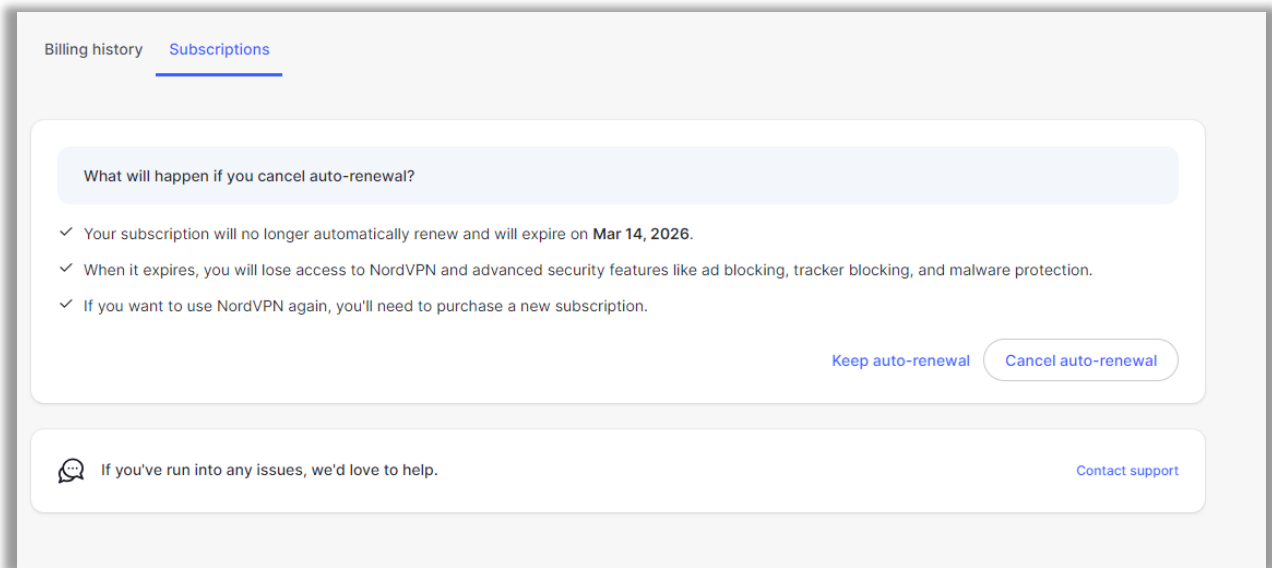 Billing history Subscriptions
What will happen if you cancel auto-renewal?
Your subscription will no longer automatically renew and will expire on Mar 14, 2026.
When it expires, you will lose access to NordVPN and advanced security features like ad blocking, tracker blocking, and malware protection.
If you want to use NordVPN again, you'll need to purchase a new subscription.
Keep auto-renewal Cancel auto-renewal
If you've run into any issues, we'd love to help. Contact support